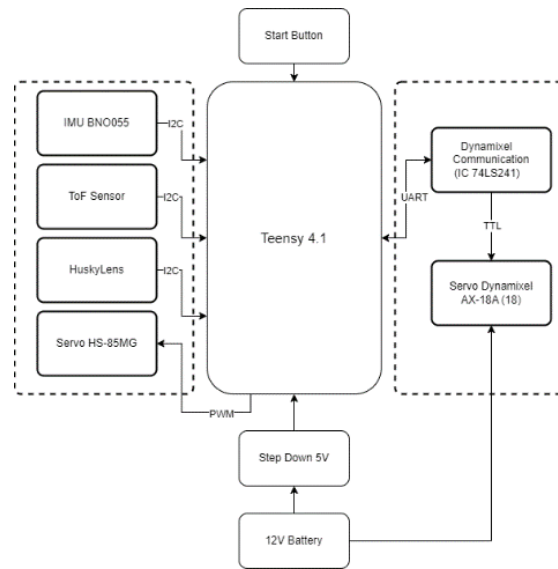 Start Button
IMU BNO055
I2C
ToF Sensor
I2C
HuskyLens
I2C
Servo HS-85MG
PWM
Teensy 4.1
UART
Dynamixel
Communication
(IC 74LS241)
TTL
Servo Dynamixel
AX-18A (18)
Step Down 5V
12V Battery